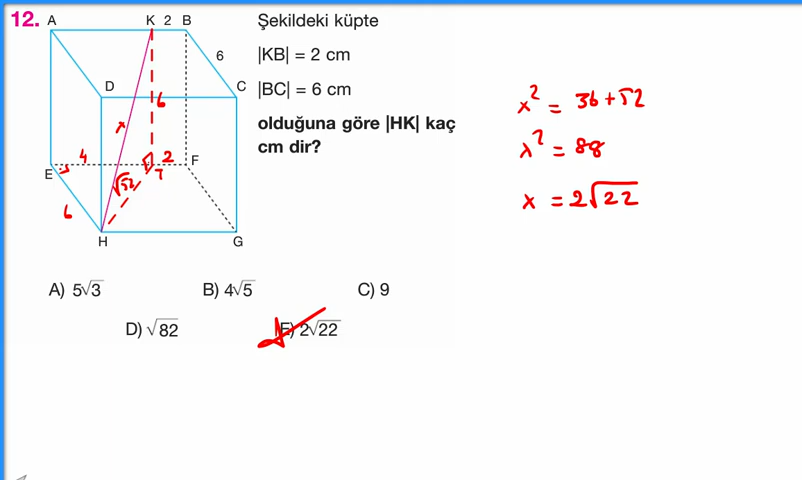 12. A K 2 B
Şekildeki küpte
6
|KB| = 2 cm
D C
|BC| = 6 cm
6
x
olduğuna göre |HK| kaç
cm dir?
4 2 F
E T
√52
6
H G
x² = 36 + 52
x² = 88
x = 2√22
A) 5√3 B) 4√5 C) 9
D) √82 E) 2√22